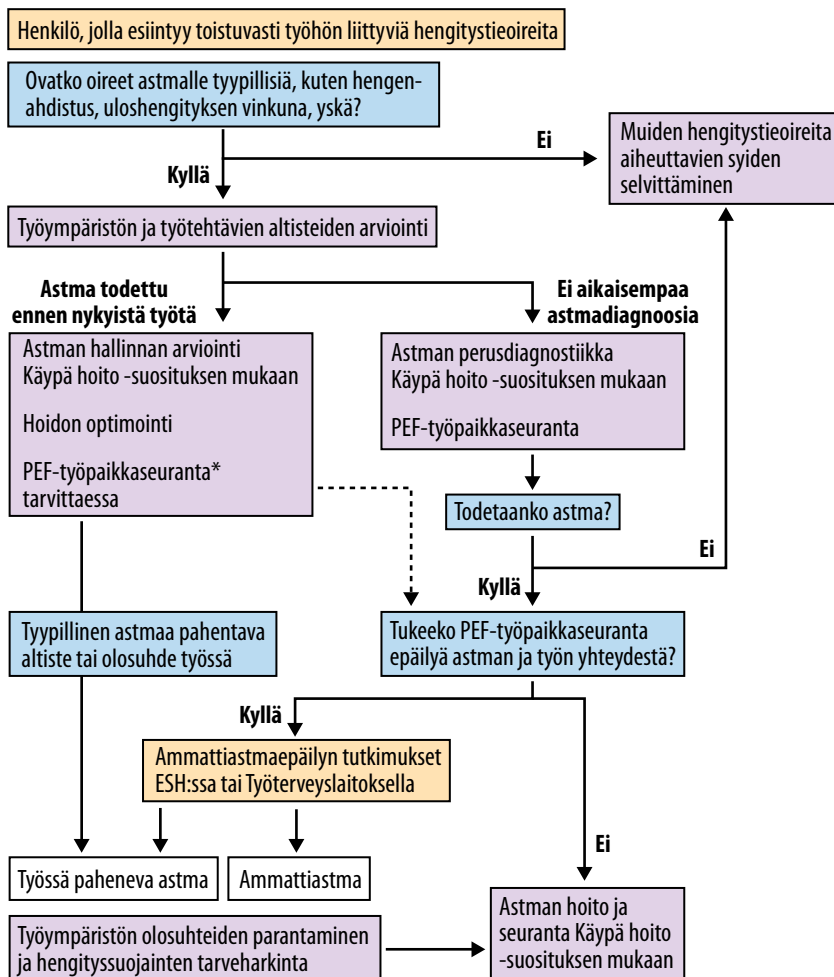 Henkilö, jolla esiintyy toistuvasti työhön liittyviä hengitystieoireita
Ovatko oireet astmalle tyypillisiä, kuten hengen-
ahdistus, uloshengityksen vinkuna, yskä?
Ei
Muiden hengitystieoireita
aiheuttavien syiden
selvittäminen
Kyllä
Työympäristön ja työtehtävien altisteiden arviointi
Astma todettu
ennen nykyistä työtä
Ei aikaisempaa
astmadiagnoosia
Astman hallinnan arviointi
Käypä hoito -suosituksen mukaan
Hoidon optimointi
PEF-työpaikkaseuranta*
tarvittaessa
Astman perusdiagnostiikka
Käypä hoito -suosituksen mukaan
PEF-työpaikkaseuranta
Todetaanko astma?
Ei
Kyllä
Tyypillinen astmaa pahentava
altiste tai olosuhde työssä
Tukeeko PEF-työpaikkaseuranta
epäilyä astman ja työn yhteydestä?
Kyllä
Ammattiastmaepäilyn tutkimukset
ESH:ssa tai Työterveyslaitoksella
Ei
Työssä paheneva astma
Ammattiastma
Työympäristön olosuhteiden parantaminen
ja hengityssuojainten tarveharkinta
Astman hoito ja
seuranta Käypä hoito
-suosituksen mukaan